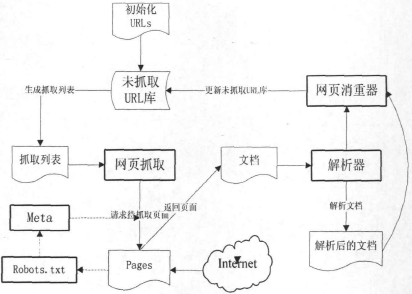 初始化
URLs
生成抓取列表
未抓取
URL库
更新未抓取URL库
网页消重器
抓取列表
网页抓取
文档
解析器
返回页面
请求待抓取页面
解析文档
Meta
Robots.txt
Pages
Internet
解析后的文档